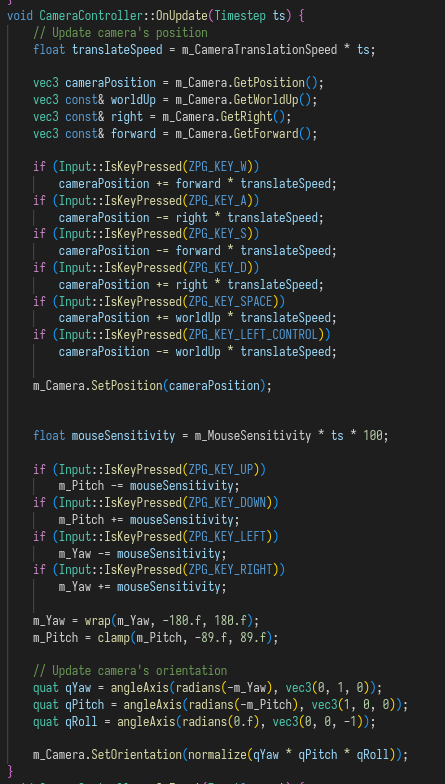 void CameraController::OnUpdate(Timestep ts) {
    // Update camera's position
    float translateSpeed = m_CameraTranslationSpeed * ts;

    vec3 cameraPosition = m_Camera.GetPosition();
    vec3 const& worldUp = m_Camera.GetWorldUp();
    vec3 const& right = m_Camera.GetRight();
    vec3 const& forward = m_Camera.GetForward();

    if (Input::IsKeyPressed(ZPG_KEY_W))
        cameraPosition += forward * translateSpeed;
    if (Input::IsKeyPressed(ZPG_KEY_A))
        cameraPosition -= right * translateSpeed;
    if (Input::IsKeyPressed(ZPG_KEY_S))
        cameraPosition -= forward * translateSpeed;
    if (Input::IsKeyPressed(ZPG_KEY_D))
        cameraPosition += right * translateSpeed;
    if (Input::IsKeyPressed(ZPG_KEY_SPACE))
        cameraPosition += worldUp * translateSpeed;
    if (Input::IsKeyPressed(ZPG_KEY_LEFT_CONTROL))
        cameraPosition -= worldUp * translateSpeed;

    m_Camera.SetPosition(cameraPosition);


    float mouseSensitivity = m_MouseSensitivity * ts * 100;

    if (Input::IsKeyPressed(ZPG_KEY_UP))
        m_Pitch -= mouseSensitivity;
    if (Input::IsKeyPressed(ZPG_KEY_DOWN))
        m_Pitch += mouseSensitivity;
    if (Input::IsKeyPressed(ZPG_KEY_LEFT))
        m_Yaw -= mouseSensitivity;
    if (Input::IsKeyPressed(ZPG_KEY_RIGHT))
        m_Yaw += mouseSensitivity;

    m_Yaw = wrap(m_Yaw, -180.f, 180.f);
    m_Pitch = clamp(m_Pitch, -89.f, 89.f);

    // Update camera's orientation
    quat qYaw = angleAxis(radians(-m_Yaw), vec3(0, 1, 0));
    quat qPitch = angleAxis(radians(-m_Pitch), vec3(1, 0, 0));
    quat qRoll = angleAxis(radians(0.f), vec3(0, 0, -1));

    m_Camera.SetOrientation(normalize(qYaw * qPitch * qRoll));
}